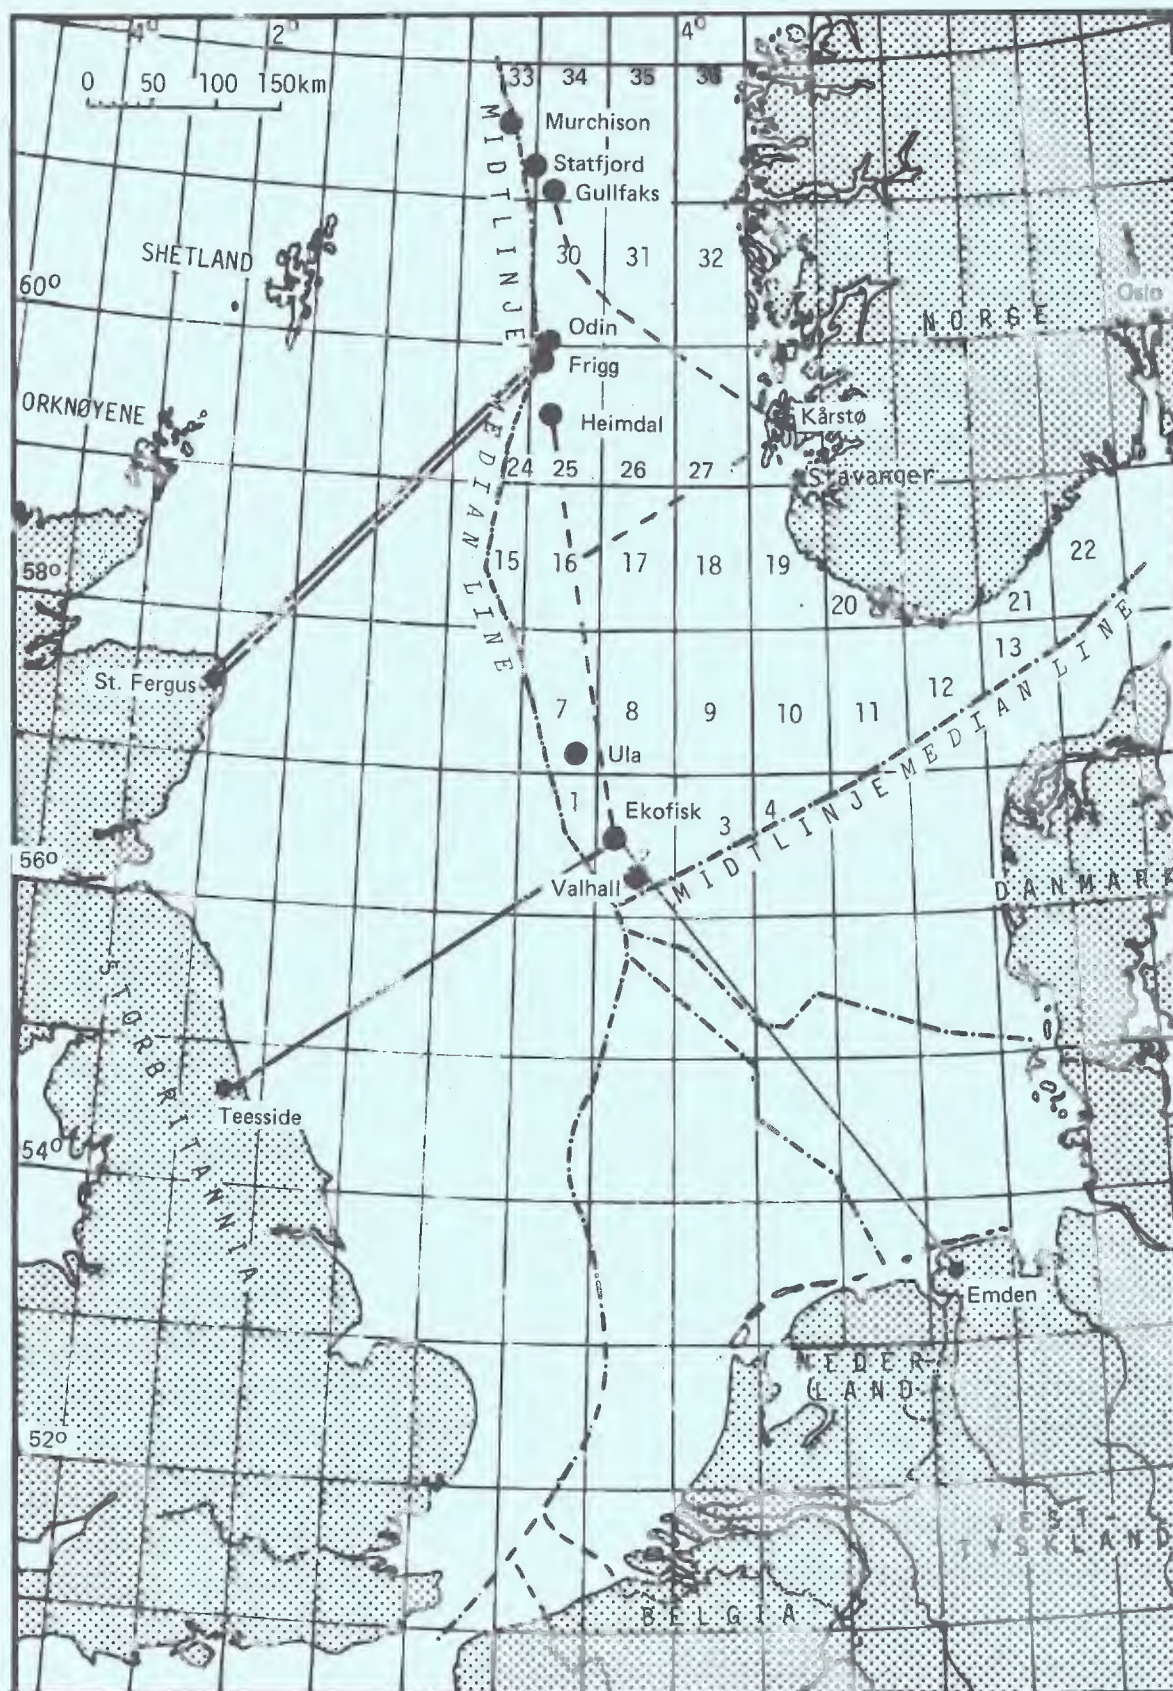 4° 2° 4°
0 50 100 150km
33 34 35 36
Murchison
Statfjord
Gullfaks
MIDTLINJE
30 31 32
SHETLAND
60°
Oslo
NORGE
Odin
Frigg
ORKNØYENE
Heimdal
Kårstø
MEDIAN LINE
24 25 26 27
Stavanger
58°
15 16 17 18 19
20 21 22
13
12
St. Fergus
7 8 9 10 11
Ula
MIDTLINJE MEDIAN LINE
1 3 4
Ekofisk
56°
Valhall
DANMARK
STORBRITANNIA
Teesside
54°
Emden
NEDER-
LAND
52°
VEST-
TYSKLAND
BELGIA